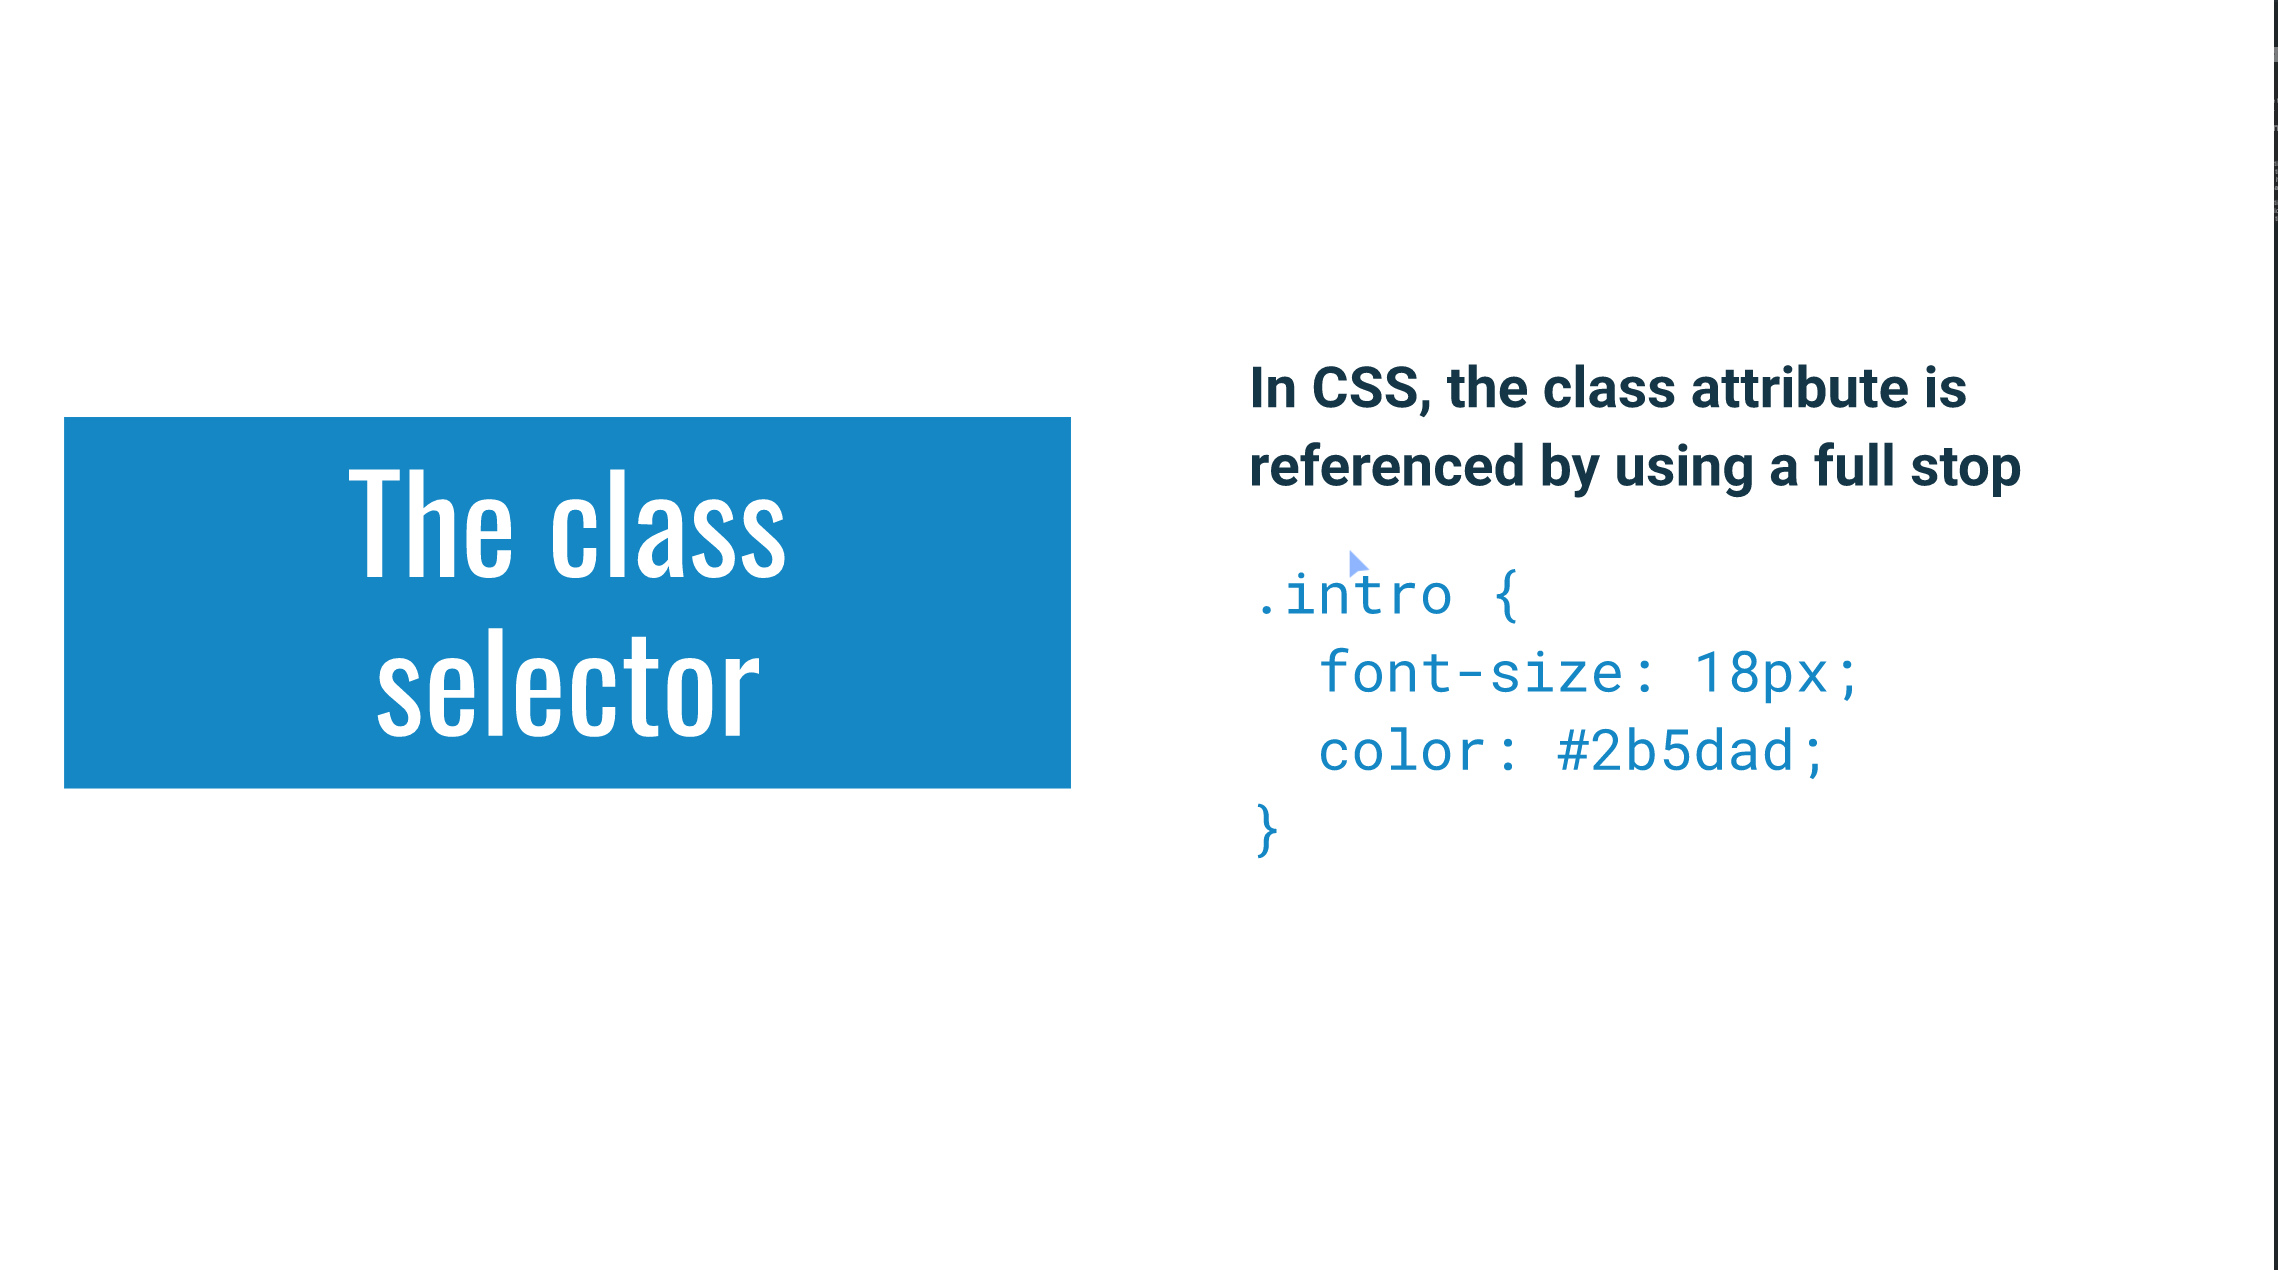 The class
selector
In CSS, the class attribute is
referenced by using a full stop
.intro {
  font-size: 18px;
  color: #2b5dad;
}